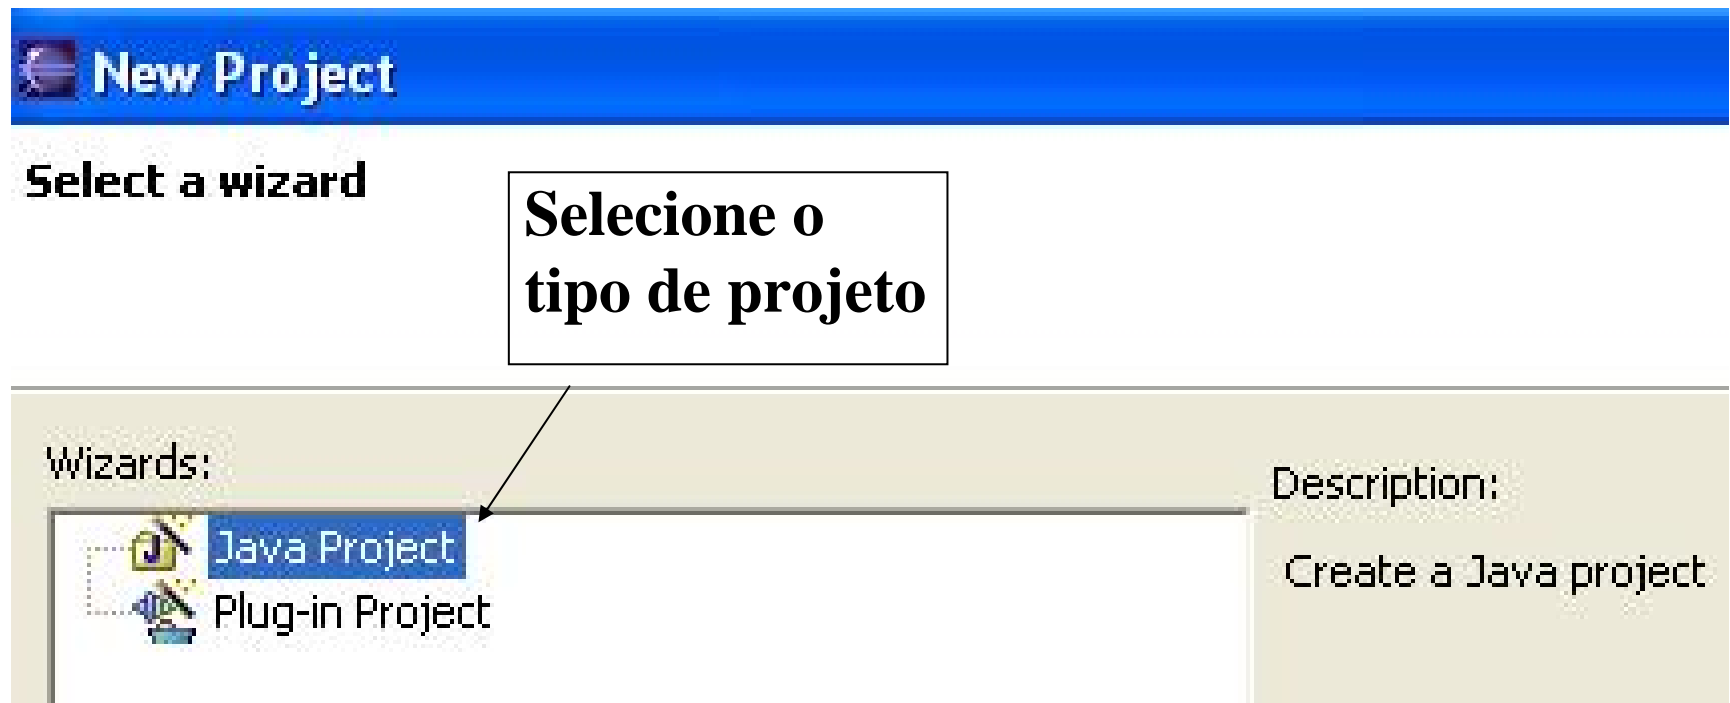 New Project
Select a wizard
Selecione o
tipo de projeto
Wizards:
Description:
Java Project
Create a Java project
Plug-in Project